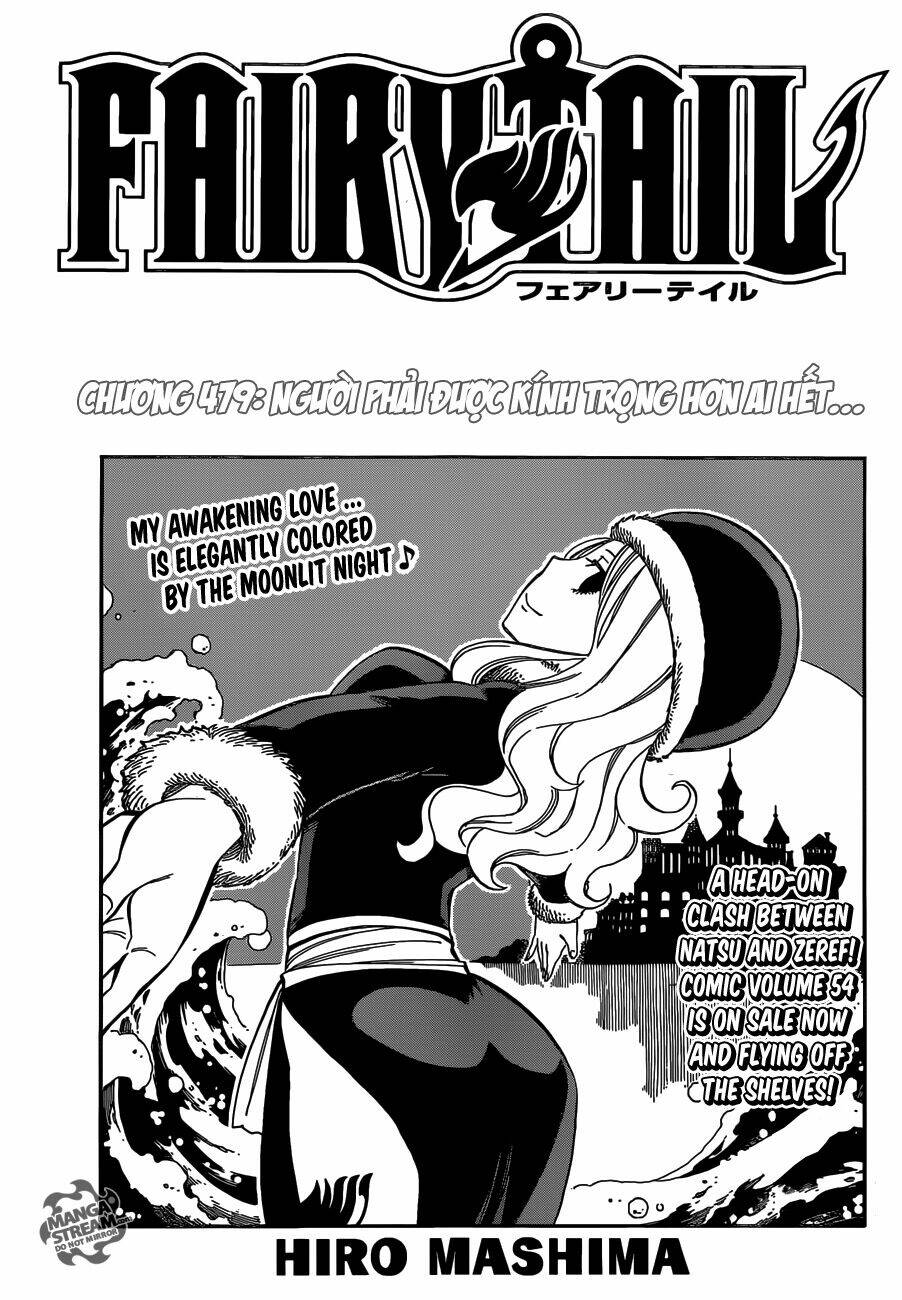 FAIRY TAIL
フェアリーテイル
CHƯƠNG 479: NGƯỜI PHẢI ĐƯỢC KÍNH TRỌNG HƠN AI HẾT...
MY AWAKENING LOVE ...
IS ELEGANTLY COLORED
BY THE MOONLIT NIGHT ♪
A HEAD-ON
CLASH BETWEEN
NATSU AND ZEREF!
COMIC VOLUME 54
IS ON SALE NOW
AND FLYING OFF
THE SHELVES!
MANGA
STREAM
DO NOT MIRROR
HIRO MASHIMA